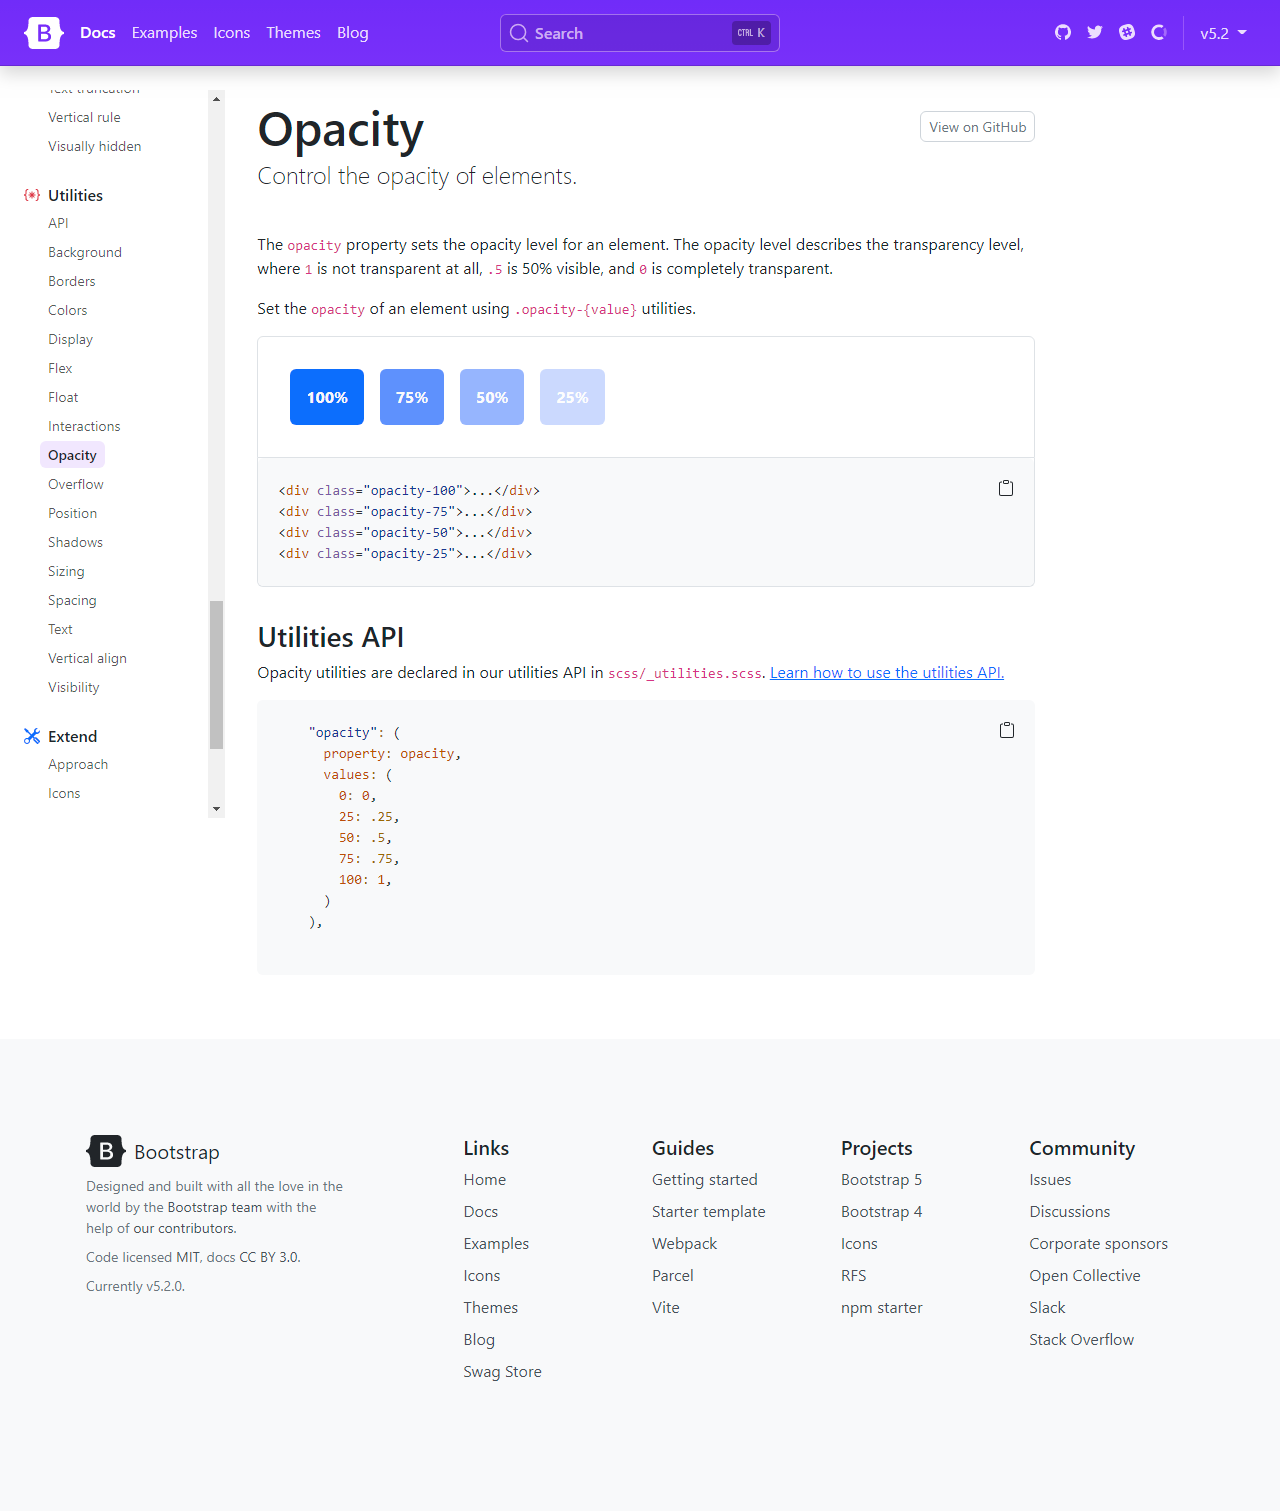 B
Docs
Examples
Icons
Themes
Blog
Search
CTRL K
v5.2
Text truncation
Vertical rule
Visually hidden
Utilities
API
Background
Borders
Colors
Display
Flex
Float
Interactions
Opacity
Overflow
Position
Shadows
Sizing
Spacing
Text
Vertical align
Visibility
Extend
Approach
Icons
Opacity
View on GitHub
Control the opacity of elements.
The opacity property sets the opacity level for an element. The opacity level describes the transparency level,
where 1 is not transparent at all, .5 is 50% visible, and 0 is completely transparent.
Set the opacity of an element using .opacity-{value} utilities.
100%
75%
50%
25%
<div class="opacity-100">...</div>
<div class="opacity-75">...</div>
<div class="opacity-50">...</div>
<div class="opacity-25">...</div>
Utilities API
Opacity utilities are declared in our utilities API in scss/_utilities.scss. Learn how to use the utilities API.
"opacity": (
property: opacity,
values: (
0: 0,
25: .25,
50: .5,
75: .75,
100: 1,
)
),
B
Bootstrap
Designed and built with all the love in the
world by the Bootstrap team with the
help of our contributors.
Code licensed MIT, docs CC BY 3.0.
Currently v5.2.0.
Links
Home
Docs
Examples
Icons
Themes
Blog
Swag Store
Guides
Getting started
Starter template
Webpack
Parcel
Vite
Projects
Bootstrap 5
Bootstrap 4
Icons
RFS
npm starter
Community
Issues
Discussions
Corporate sponsors
Open Collective
Slack
Stack Overflow